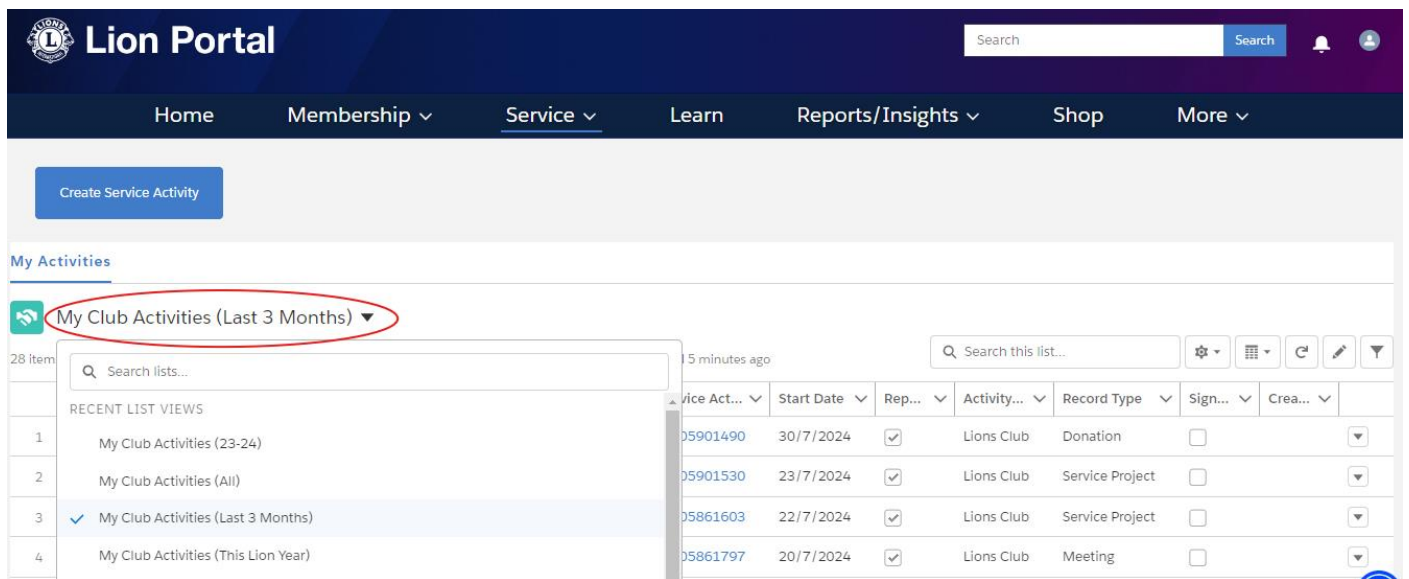 Lion Portal
Search
Search
Home Membership Service Learn Reports/Insights Shop More
Create Service Activity
My Activities
My Club Activities (Last 3 Months)
28 item 5 minutes ago Search this list...
Search lists...
RECENT LIST VIEWS
My Club Activities (23-24)
My Club Activities (All)
My Club Activities (Last 3 Months)
My Club Activities (This Lion Year)
vice Act... Start Date Rep... Activity... Record Type Sign... Crea...
1 05901490 30/7/2024 Lions Club Donation
2 05901530 23/7/2024 Lions Club Service Project
3 05861603 22/7/2024 Lions Club Service Project
4 05861797 20/7/2024 Lions Club Meeting